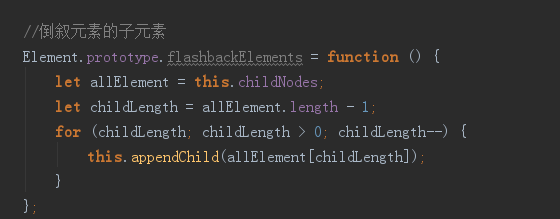 //倒叙元素的子元素
Element.prototype.flashbackElements = function () {
    let allElement = this.childNodes;
    let childLength = allElement.length - 1;
    for (childLength; childLength > 0; childLength--) {
        this.appendChild(allElement[childLength]);
    }
};